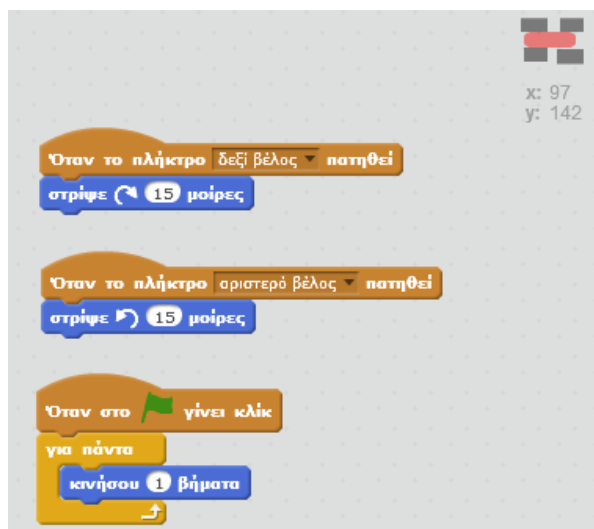 x: 97
y: 142
Όταν το πλήκτρο δεξί βέλος πατηθεί
στρίψε 15 μοίρες
Όταν το πλήκτρο αριστερό βέλος πατηθεί
στρίψε 15 μοίρες
Όταν στο γίνει κλίκ
για πάντα
κινήσου 1 βήματα